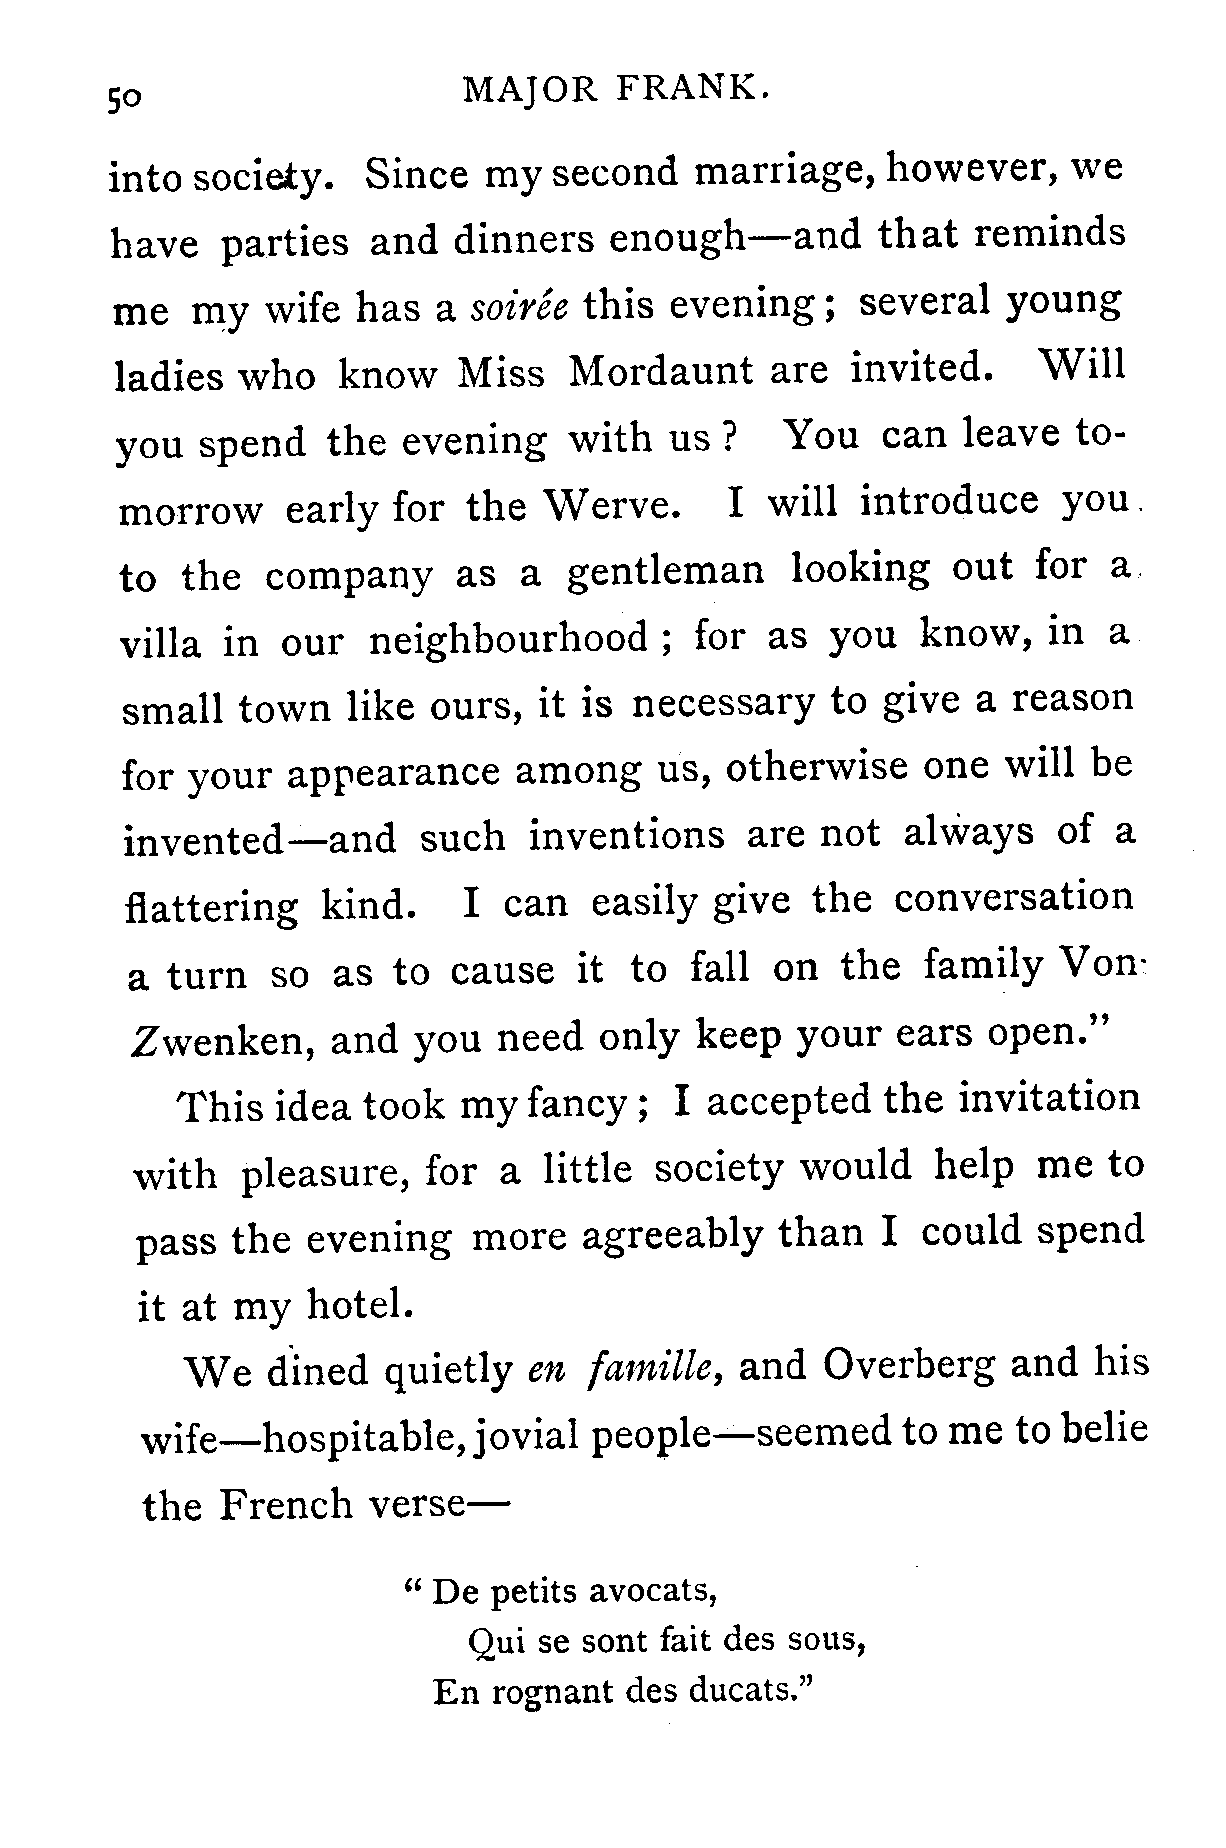 50 MAJOR FRANK.
into society. Since my second marriage, however, we
have parties and dinners enough—and that reminds
me my wife has a soirée this evening; several young
ladies who know Miss Mordaunt are invited. Will
you spend the evening with us? You can leave to-
morrow early for the Werve. I will introduce you
to the company as a gentleman looking out for a
villa in our neighbourhood; for as you know, in a
small town like ours, it is necessary to give a reason
for your appearance among us, otherwise one will be
invented—and such inventions are not always of a
flattering kind. I can easily give the conversation
a turn so as to cause it to fall on the family Von
Zwenken, and you need only keep your ears open.”
This idea took my fancy; I accepted the invitation
with pleasure, for a little society would help me to
pass the evening more agreeably than I could spend
it at my hotel.
We dined quietly en famille, and Overberg and his
wife—hospitable, jovial people—seemed to me to belie
the French verse—
“ De petits avocats,
Qui se sont fait des sous,
En rognant des ducats.”